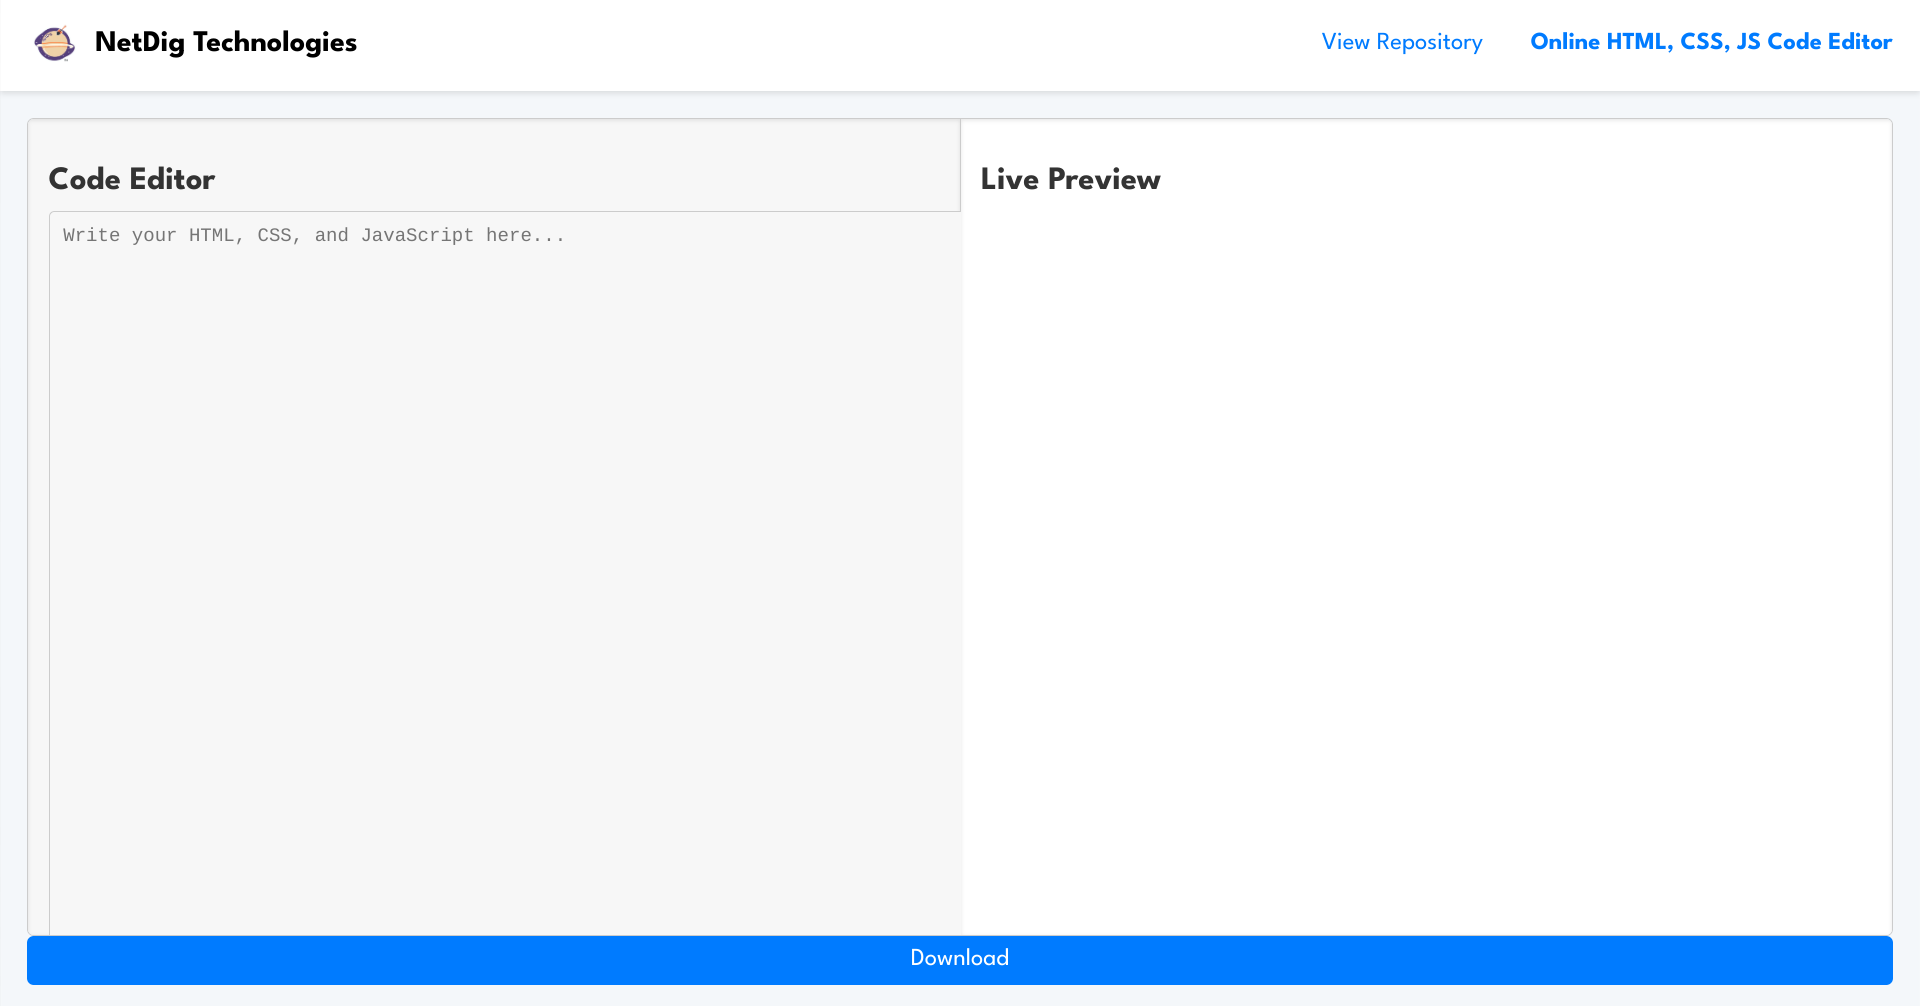 NetDig Technologies
View Repository
Online HTML, CSS, JS Code Editor
Code Editor
Write your HTML, CSS, and JavaScript here...
Live Preview
Download